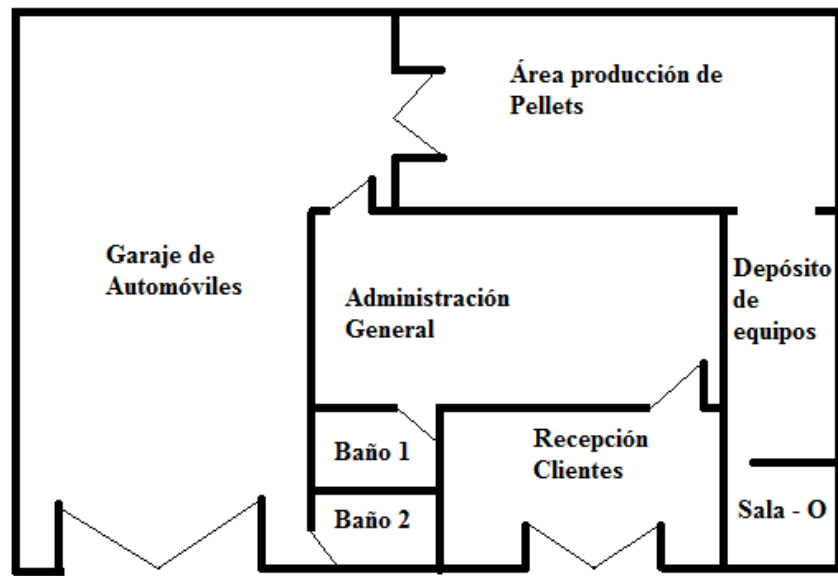 Área producción de
Pellets
Garaje de
Automóviles
Administración
General
Depósito
de
equipos
Baño 1
Recepción
Clientes
Baño 2
Sala - O